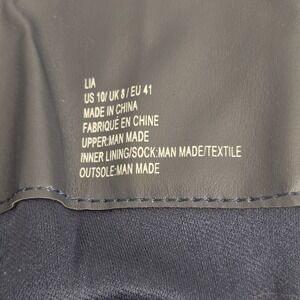 LIA
US 10/ UK 8 / EU 41
MADE IN CHINA
FABRIQUÉ EN CHINE
UPPER:MAN MADE
INNER LINING/SOCK:MAN MADE/TEXTILE
OUTSOLE:MAN MADE